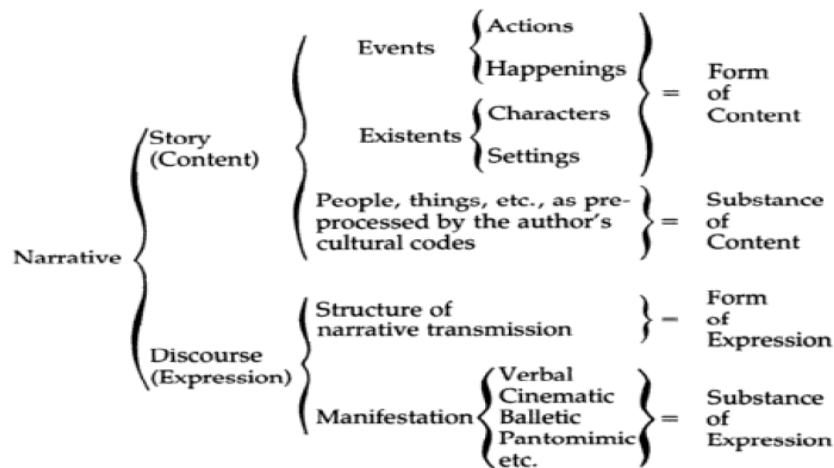 Narrative
Story
(Content)
Events
Actions
Happenings
Existents
Characters
Settings
=
Form
of
Content
People, things, etc., as pre-
processed by the author's
cultural codes
=
Substance
of
Content
Discourse
(Expression)
Structure of
narrative transmission
=
Form
of
Expression
Manifestation
Verbal
Cinematic
Balletic
Pantomimic
etc.
=
Substance
of
Expression